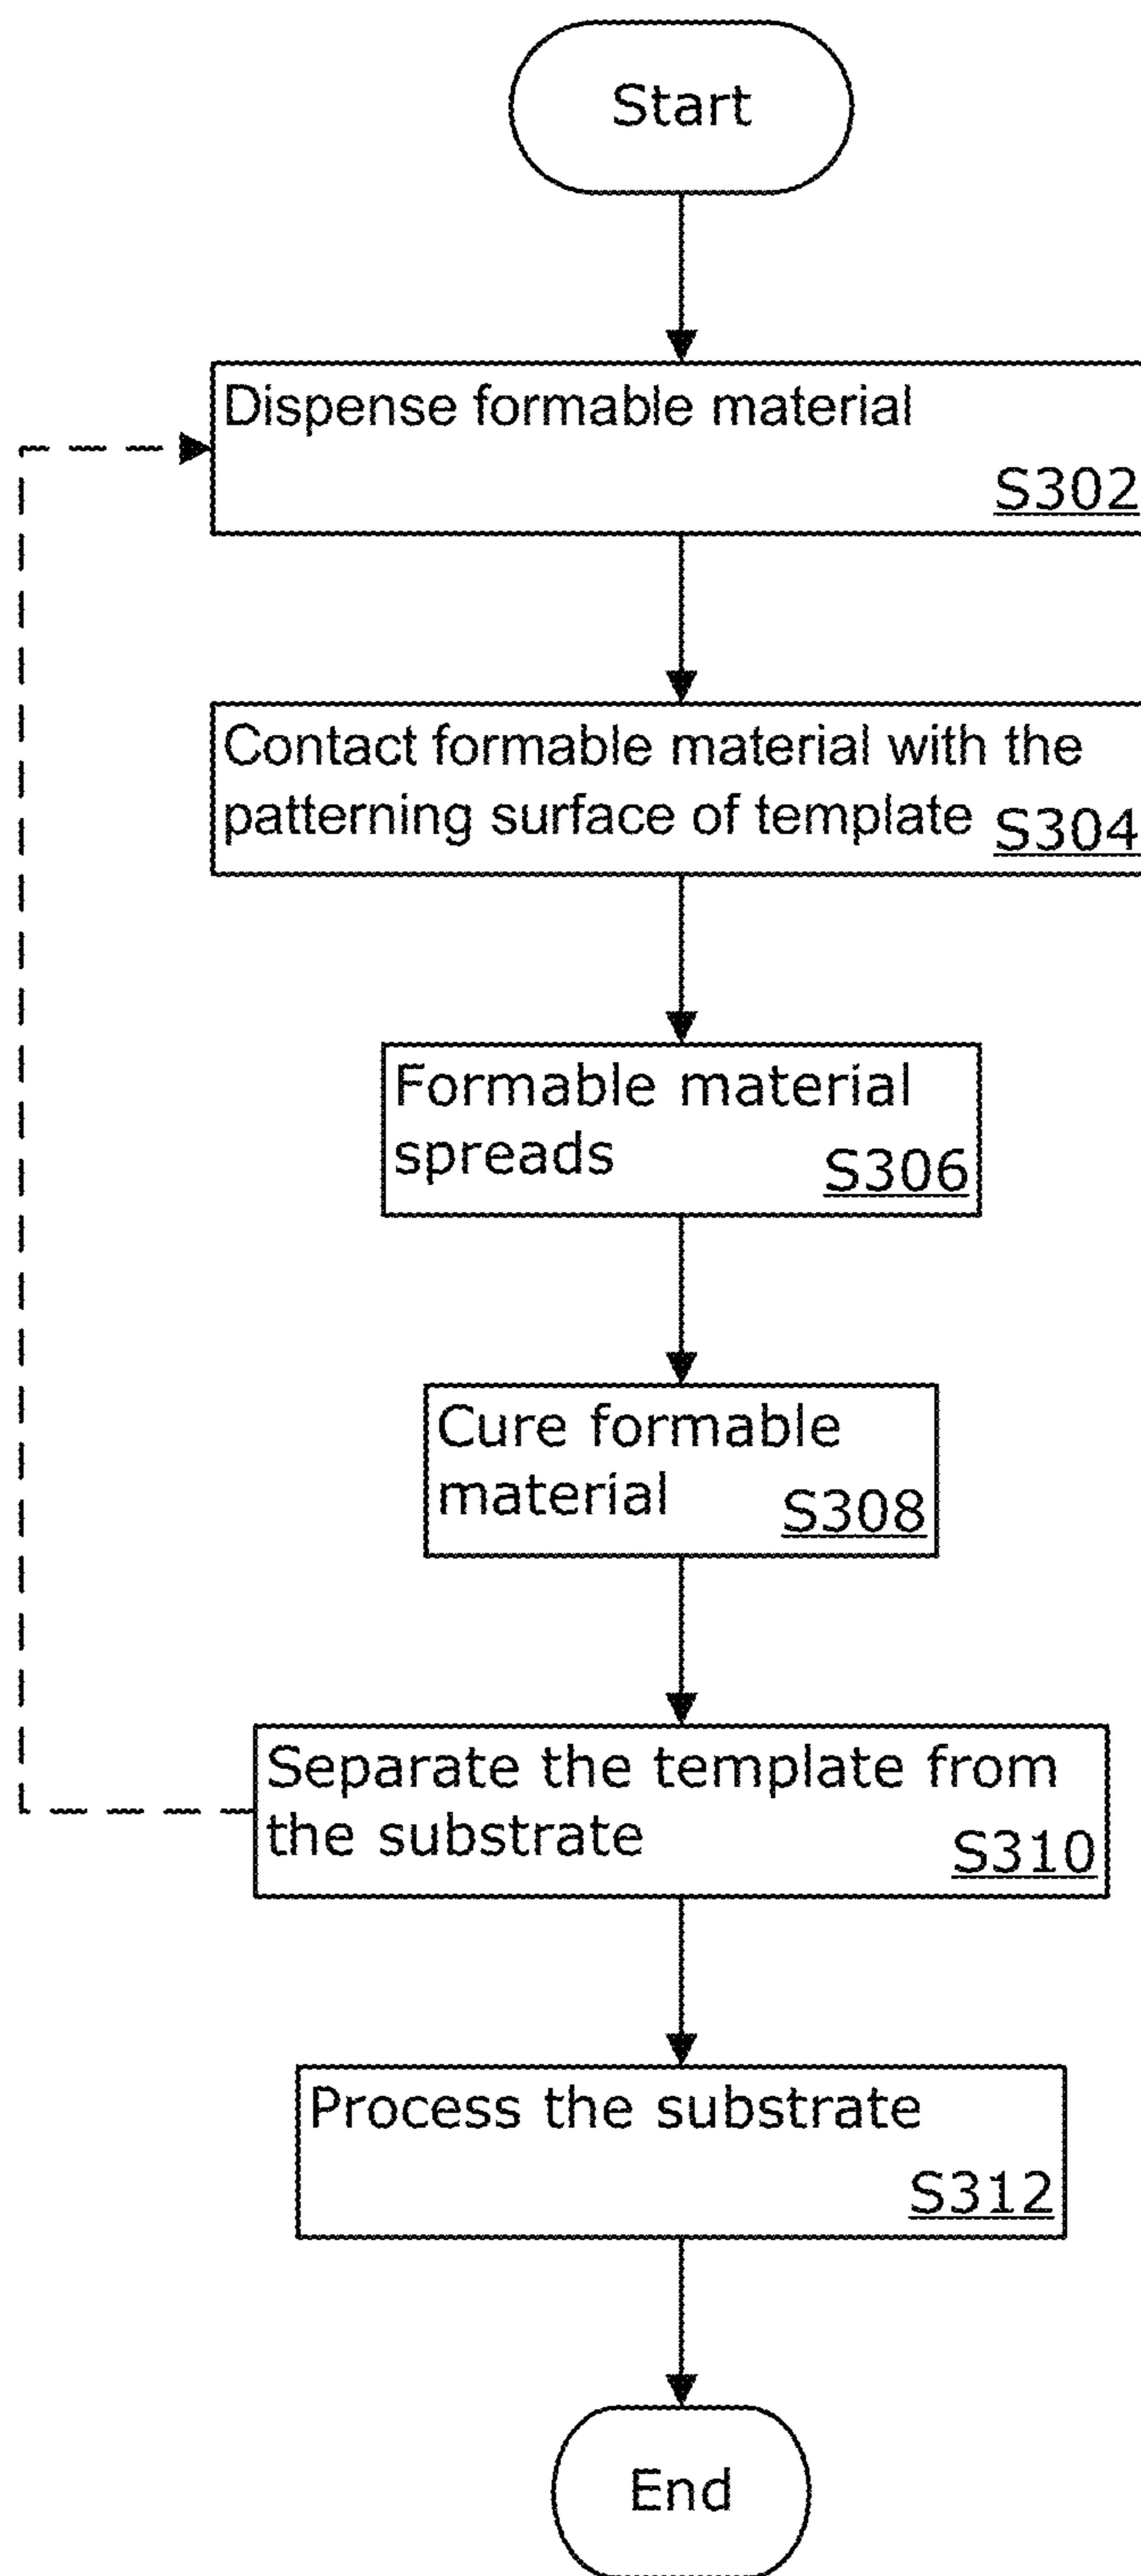 Start
Dispense formable material
S302
Contact formable material with the
patterning surface of template S304
Formable material
spreads S306
Cure formable
material S308
Separate the template from
the substrate S310
Process the substrate
S312
End